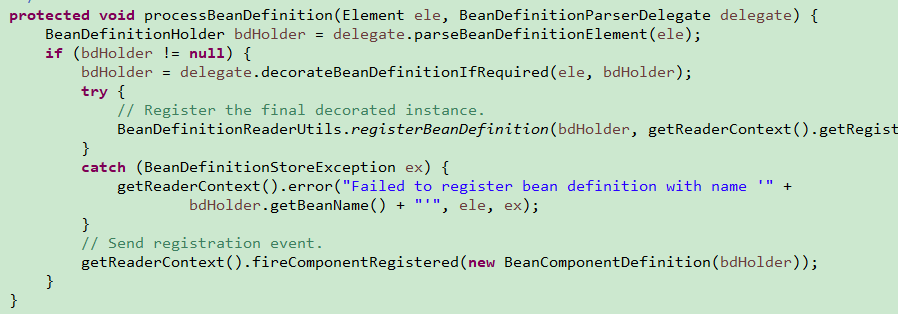 protected void processBeanDefinition(Element ele, BeanDefinitionParserDelegate delegate) {
    BeanDefinitionHolder bdHolder = delegate.parseBeanDefinitionElement(ele);
    if (bdHolder != null) {
        bdHolder = delegate.decorateBeanDefinitionIfRequired(ele, bdHolder);
        try {
            // Register the final decorated instance.
            BeanDefinitionReaderUtils.registerBeanDefinition(bdHolder, getReaderContext().getRegist
        }
        catch (BeanDefinitionStoreException ex) {
            getReaderContext().error("Failed to register bean definition with name '" +
                    bdHolder.getBeanName() + "'", ele, ex);
        }
        // Send registration event.
        getReaderContext().fireComponentRegistered(new BeanComponentDefinition(bdHolder));
    }
}